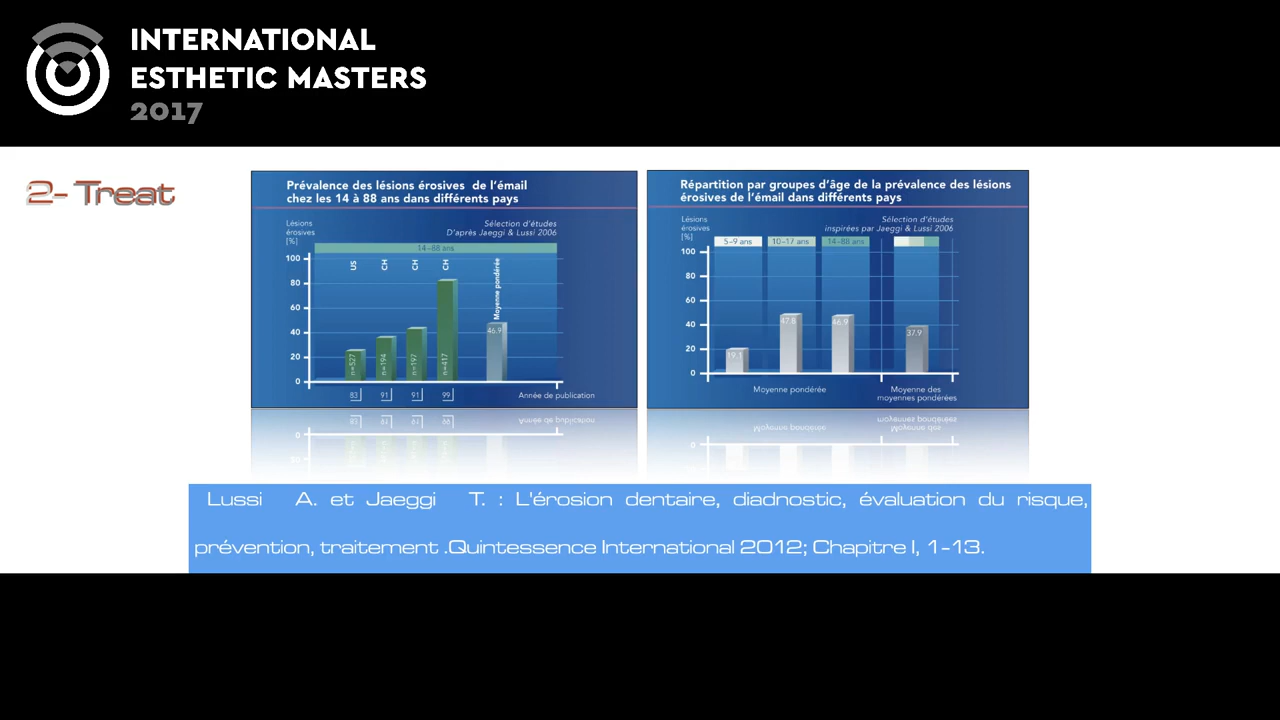 INTERNATIONAL
ESTHETIC MASTERS
2017
2- Treat
Prévalence des lésions érosives de l'émail
chez les 14 à 88 ans dans différents pays
Lésions
érosives
[%]
Sélection d'études
D'après Jaeggi & Lussi 2006
14–88 ans
100
80
60
40
20
0
US
CH
CH
CH
Moyenne pondérée
n=527
n=194
n=197
n=417
46.9
83
91
91
99
Année de publication
Répartition par groupes d'âge de la prévalence des lésions
érosives de l'émail dans différents pays
Lésions
érosives
[%]
Sélection d'études
inspirées par Jaeggi & Lussi 2006
5–9 ans
10–17 ans
14–88 ans
100
80
60
40
20
0
19.1
47.8
46.9
37.9
Moyenne pondérée
Moyenne des
moyennes pondérées
Lussi A. et Jaeggi T. : L'érosion dentaire, diadnostic, évaluation du risque,
prévention, traitement .Quintessence International 2012; Chapitre I, 1-13.